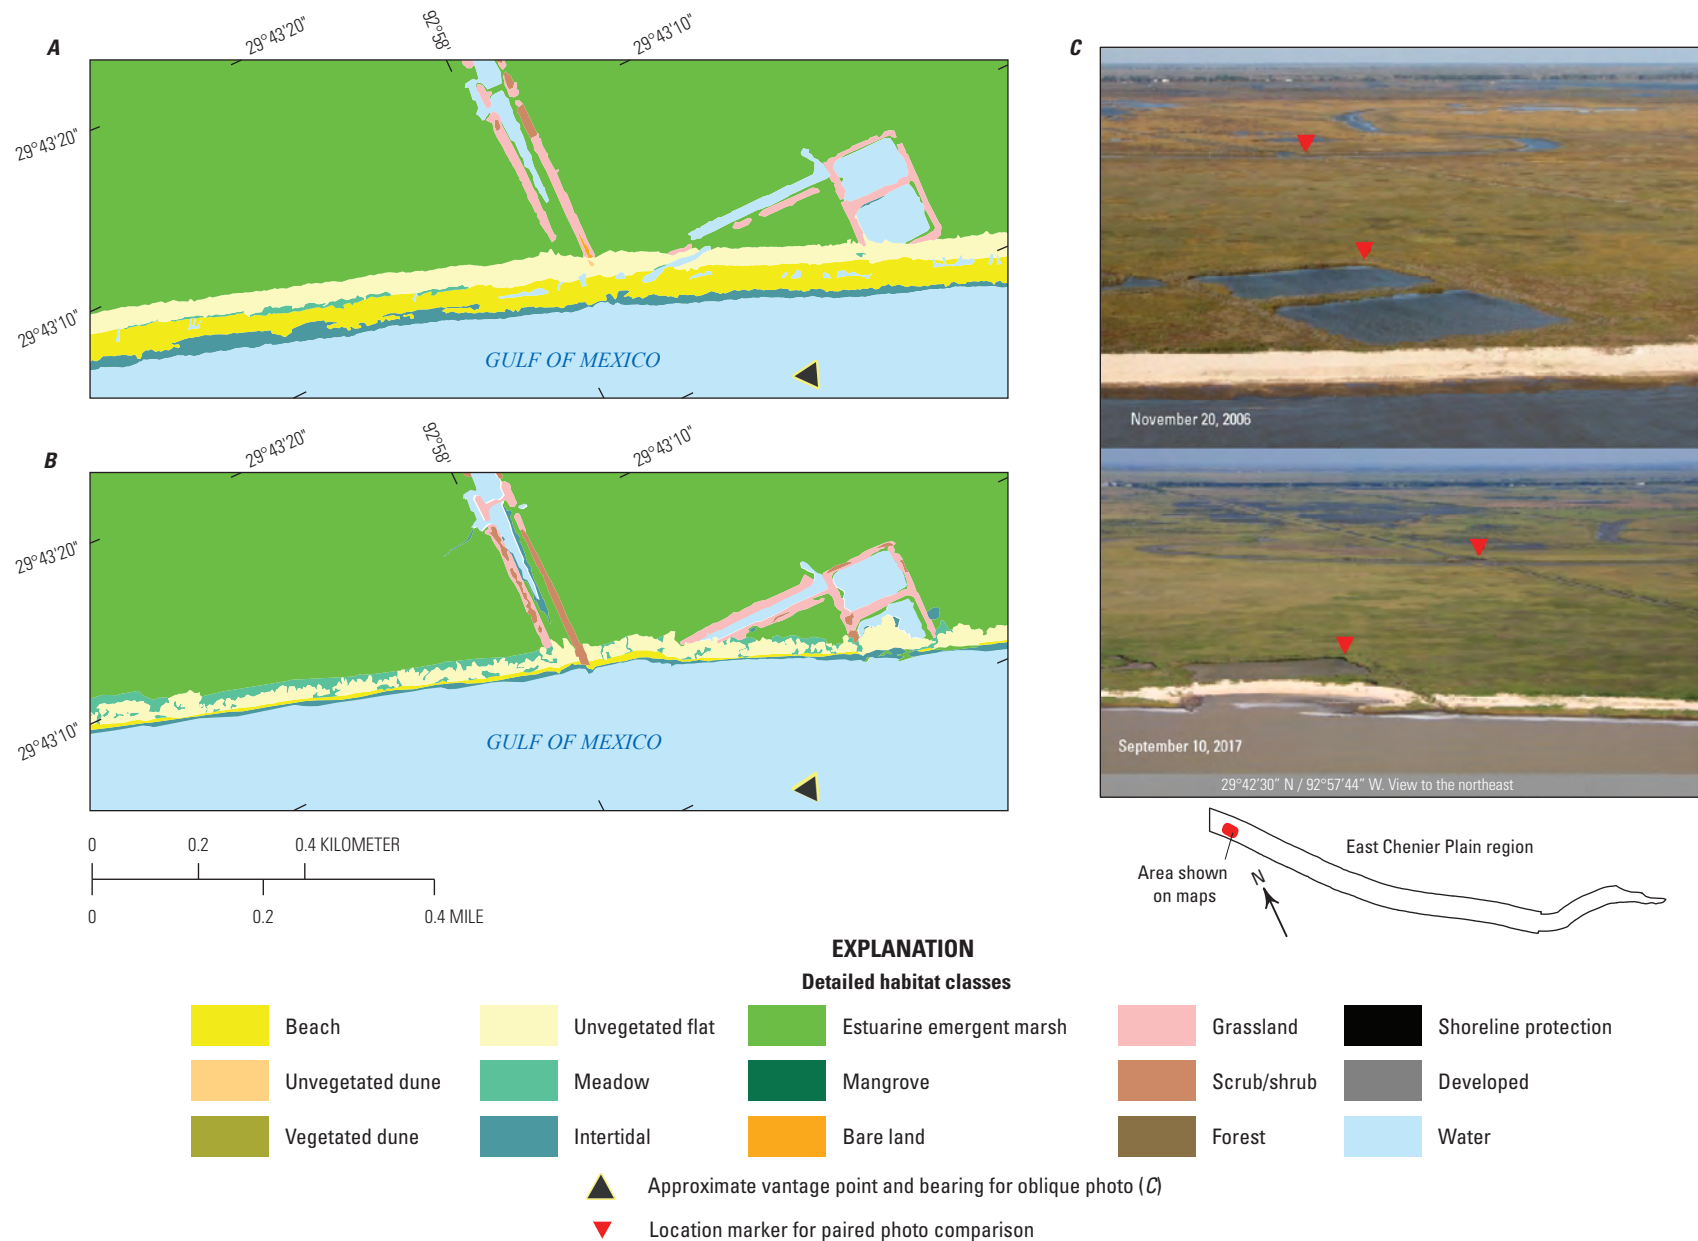 A
29°43'20"
92°58'
29°43'10"
29°43'20"
29°43'10"
GULF OF MEXICO
B
29°43'20"
92°58'
29°43'10"
29°43'20"
29°43'10"
GULF OF MEXICO
0 0.2 0.4 KILOMETER
0 0.2 0.4 MILE
C
November 20, 2006
September 10, 2017
29°42'30" N / 92°57'44" W. View to the northeast
East Chenier Plain region
Area shown
on maps
N
EXPLANATION
Detailed habitat classes
Beach
Unvegetated dune
Vegetated dune
Unvegetated flat
Meadow
Intertidal
Estuarine emergent marsh
Mangrove
Bare land
Grassland
Scrub/shrub
Forest
Shoreline protection
Developed
Water
Approximate vantage point and bearing for oblique photo (C)
Location marker for paired photo comparison